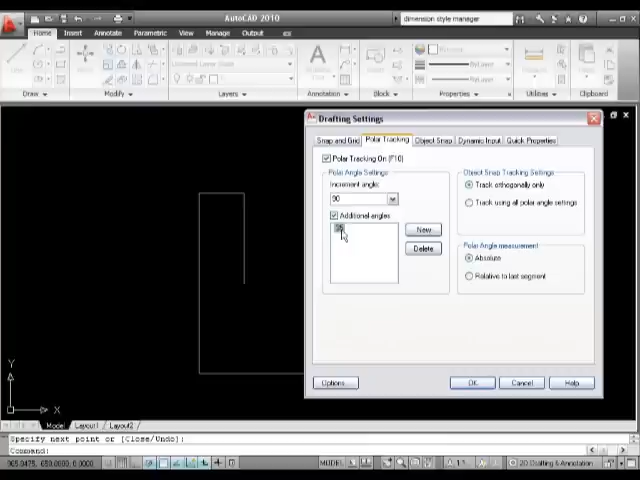 AutoCAD 2010
dimension style manager
Home Insert Annotate Parametric View Manage Output
Draw Modify Layers Annotation Block Properties Utilities Clipboard
Drafting Settings
Snap and Grid Polar Tracking Object Snap Dynamic Input Quick Properties
Polar Tracking On (F10)
Polar Angle Settings
Increment angle:
90
Additional angles
New
Delete
Object Snap Tracking Settings
Track orthogonally only
Track using all polar angle settings
Polar Angle measurement
Absolute
Relative to last segment
Options...
OK
Cancel
Help
Y
X
Model Layout1 Layout2
Specify next point or [Close/Undo]:
Command:
MODEL
1:1
2D Drafting & Annotation